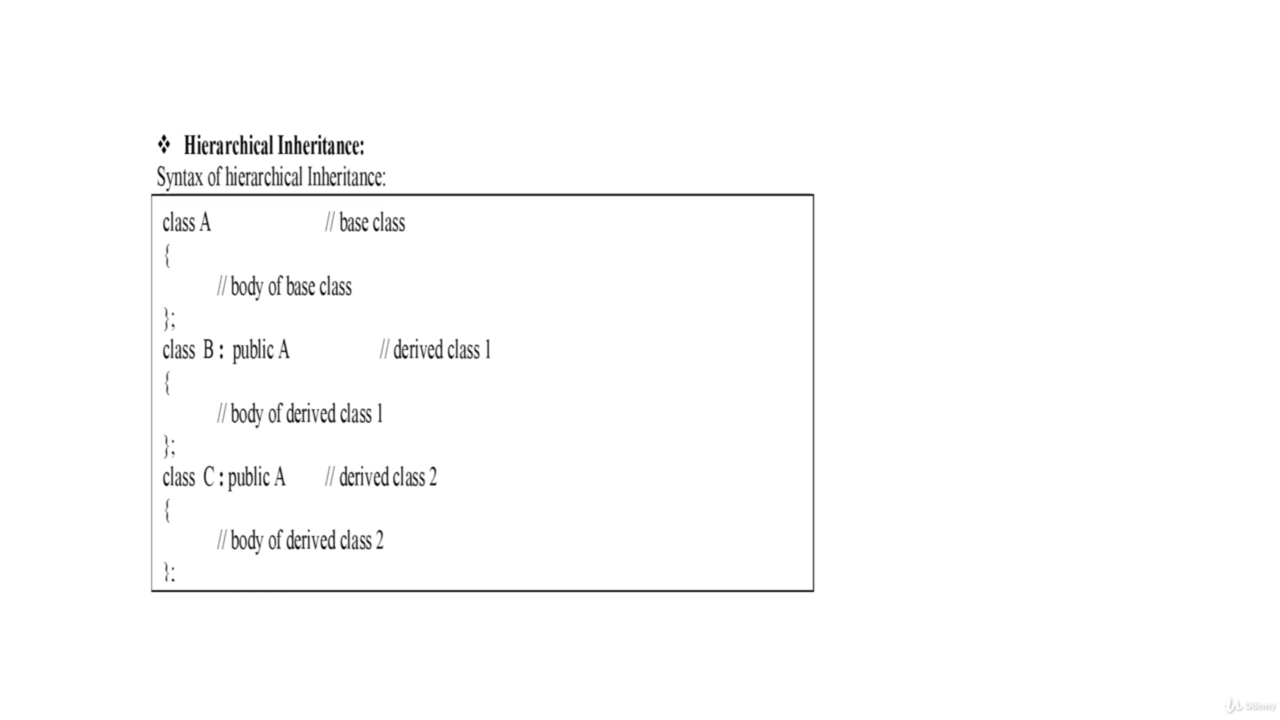 ❖ Hierarchical Inheritance:
Syntax of hierarchical Inheritance:
class A // base class
{
// body of base class
};
class B : public A // derived class 1
{
// body of derived class 1
};
class C : public A // derived class 2
{
// body of derived class 2
}:
Udemy